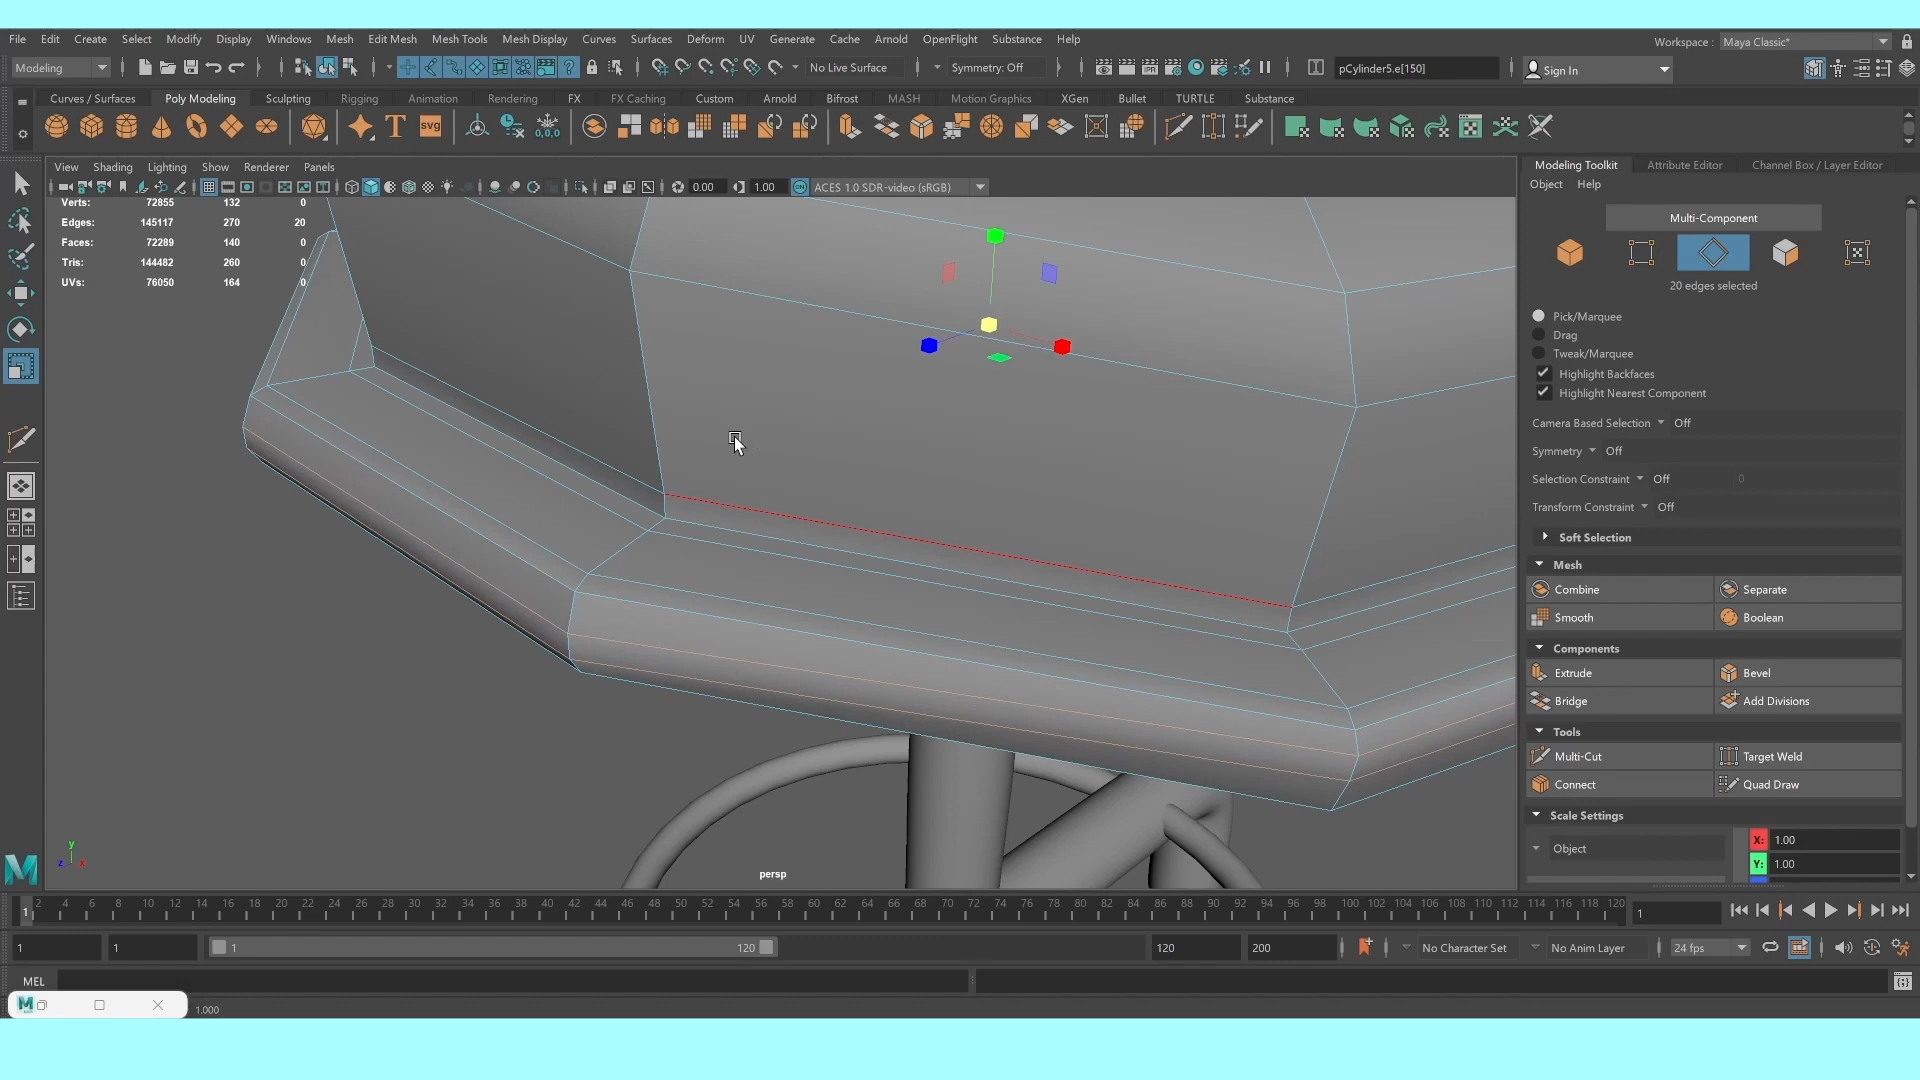 File Edit Create Select Modify Display Windows Mesh Edit Mesh Mesh Tools Mesh Display Curves Surfaces Deform UV Generate Cache Arnold OpenFlight Substance Help
Workspace : Maya Classic*
Modeling
No Live Surface
Symmetry: Off
pCylinder5.e[150]
Sign In
Curves / Surfaces Poly Modeling Sculpting Rigging Animation Rendering FX FX Caching Custom Arnold Bifrost MASH Motion Graphics XGen Bullet TURTLE Substance
T svg 0,0,0
View Shading Lighting Show Renderer Panels
0.00 1.00 ON ACES 1.0 SDR-video (sRGB)
Verts: 72855 132 0
Edges: 145117 270 20
Faces: 72289 140 0
Tris: 144482 260 0
UVs: 76050 164 0
y
z x
persp
Modeling Toolkit Attribute Editor Channel Box / Layer Editor
Object Help
Multi-Component
20 edges selected
Pick/Marquee
Drag
Tweak/Marquee
Highlight Backfaces
Highlight Nearest Component
Camera Based Selection Off
Symmetry Off
Selection Constraint Off 0
Transform Constraint Off
Soft Selection
Mesh
Combine Separate
Smooth Boolean
Components
Extrude Bevel
Bridge Add Divisions
Tools
Multi-Cut Target Weld
Connect Quad Draw
Scale Settings
Object X: 1.00
Y: 1.00
1 2 4 6 8 10 12 14 16 18 20 22 24 26 28 30 32 34 36 38 40 42 44 46 48 50 52 54 56 58 60 62 64 66 68 70 72 74 76 78 80 82 84 86 88 90 92 94 96 98 100 102 104 106 108 110 112 114 116 118 120 1
1 1 1 120 120 200 No Character Set No Anim Layer 24 fps
MEL
M 1.000